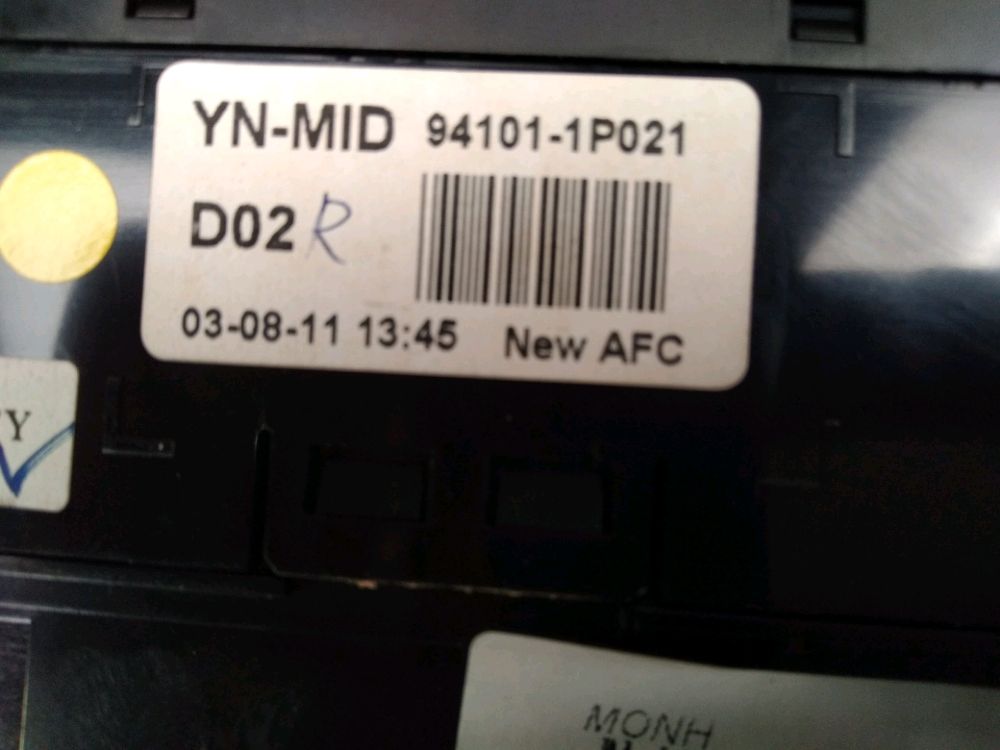 YN-MID 94101-1P021
D02 R
03-08-11 13:45 New AFC
Y
MONH